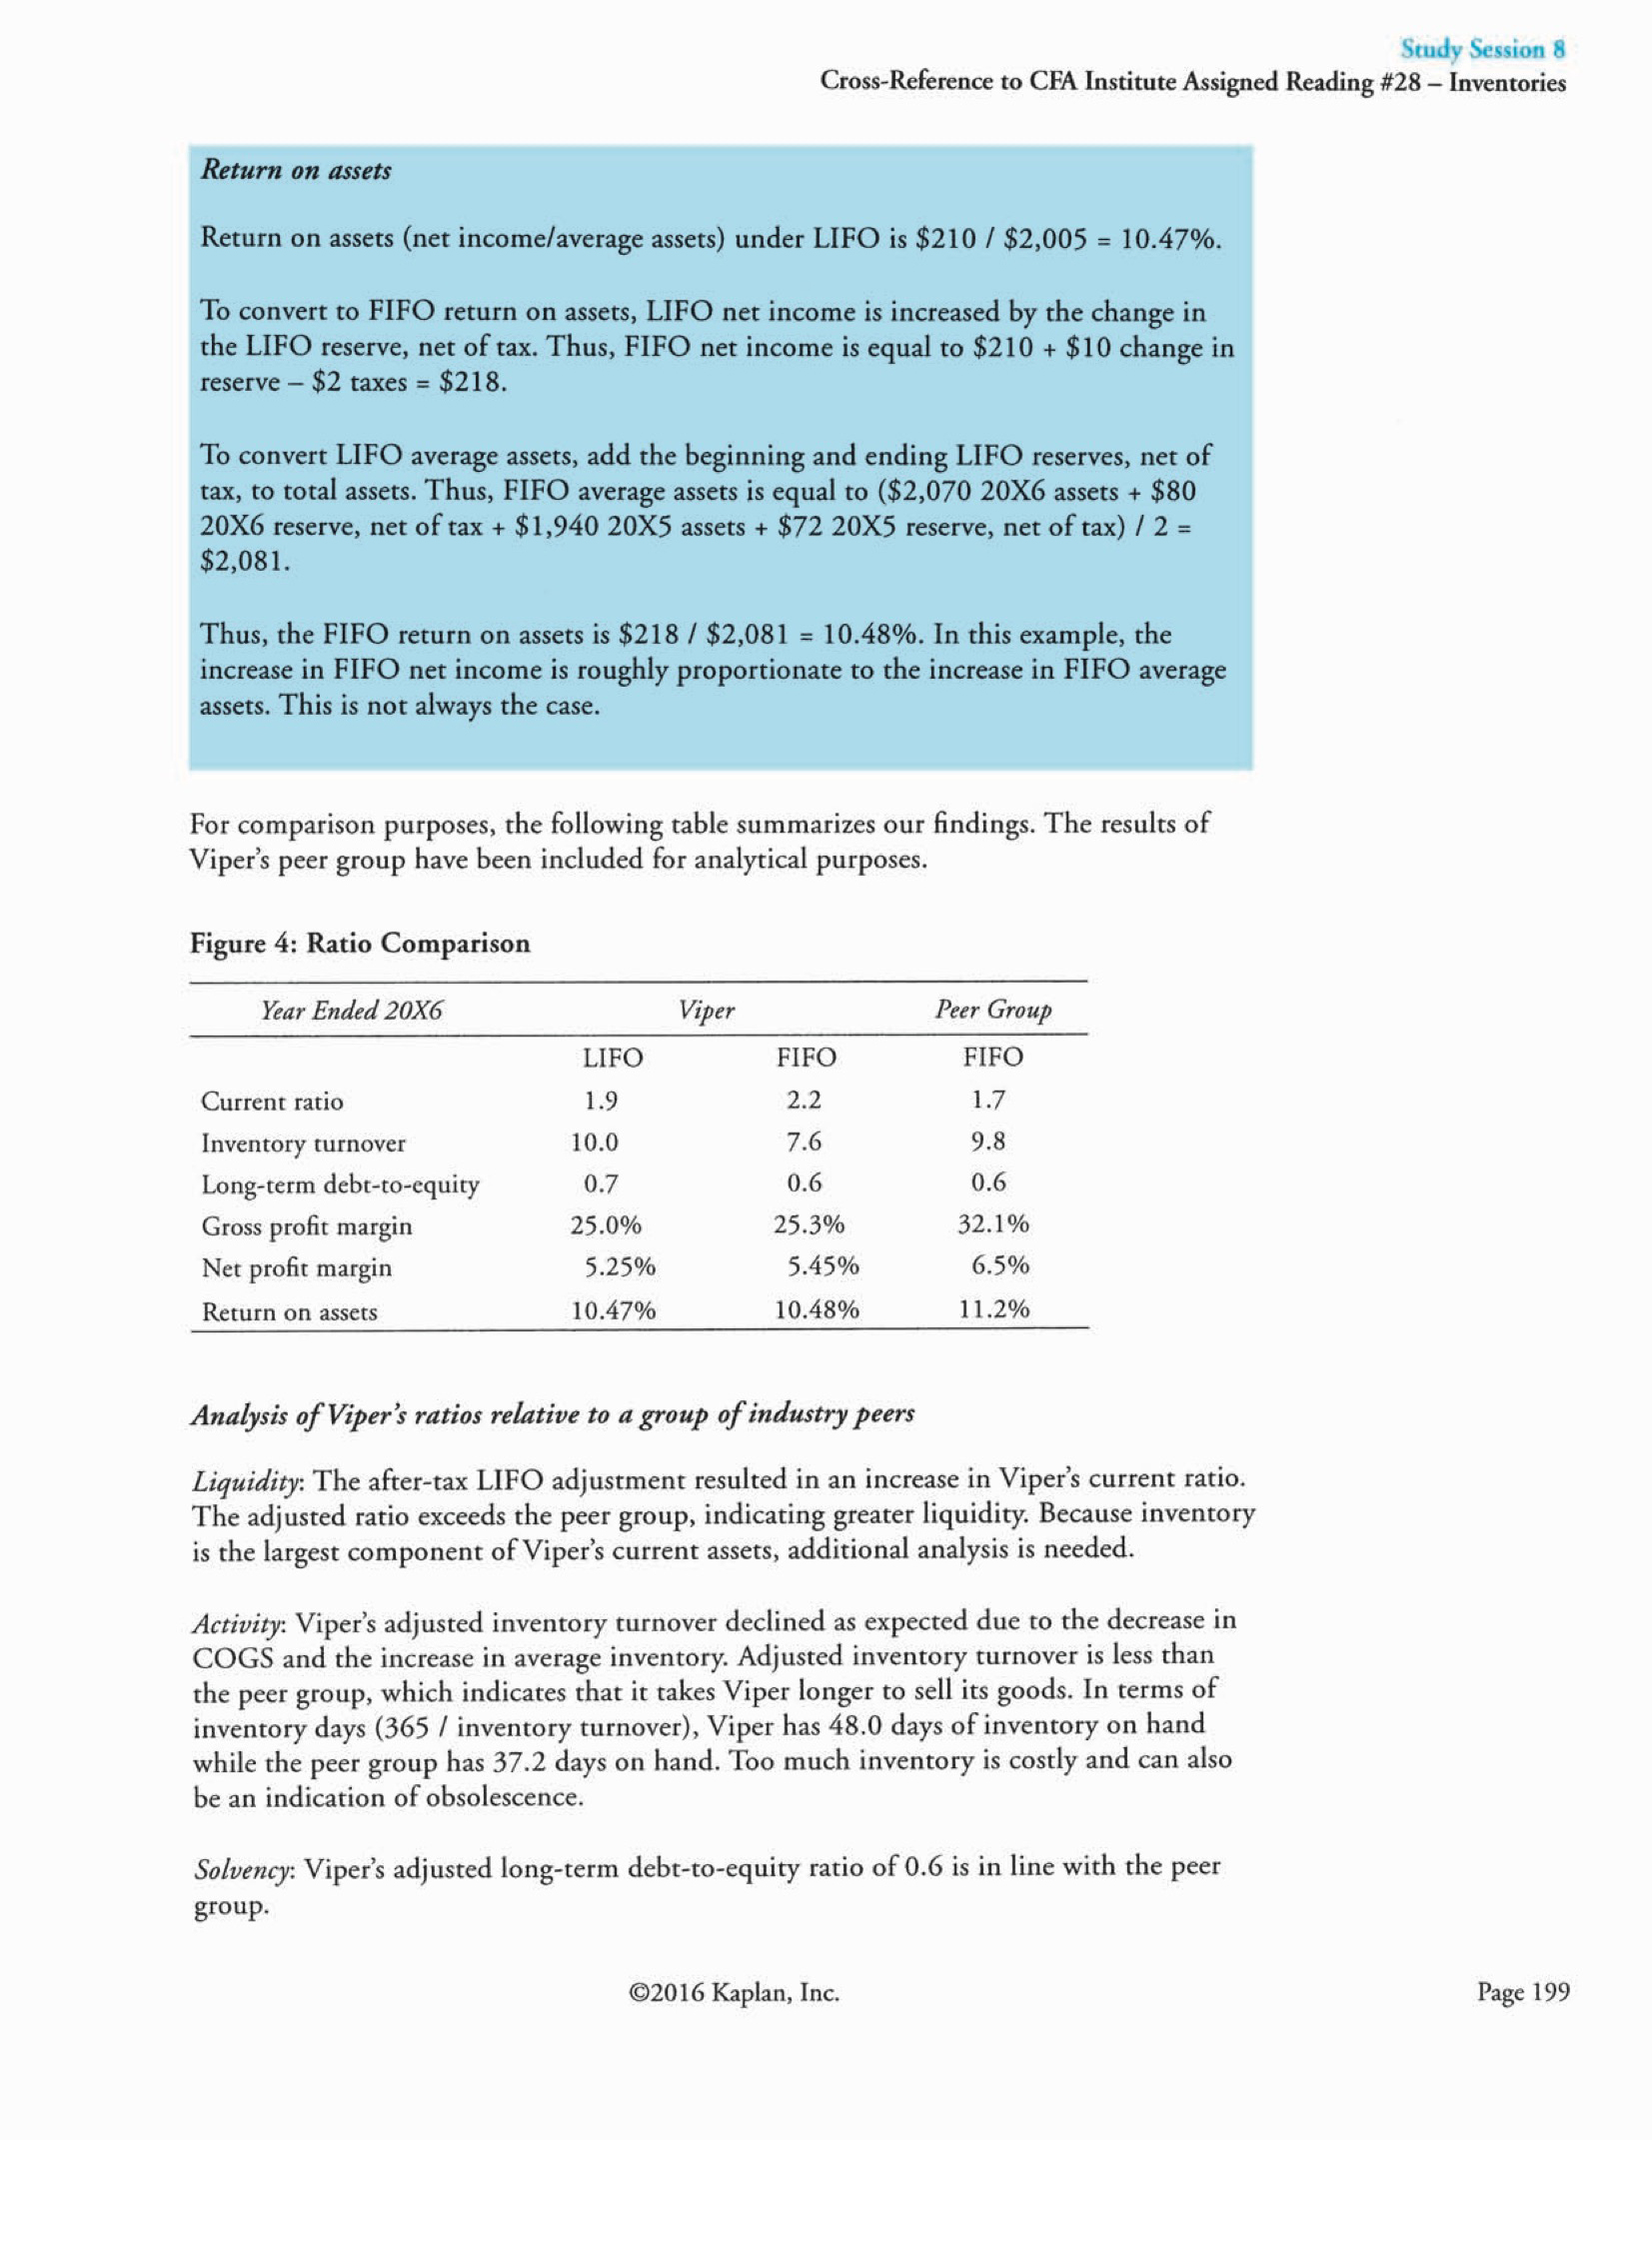 Study Session 8
Cross-Reference to CFA Institute Assigned Reading #28 – Inventories
Return on assets
Return on assets (net income/average assets) under LIFO is $210 / $2,005 = 10.47%.
To convert to FIFO return on assets, LIFO net income is increased by the change in
the LIFO reserve, net of tax. Thus, FIFO net income is equal to $210 + $10 change in
reserve – $2 taxes = $218.
To convert LIFO average assets, add the beginning and ending LIFO reserves, net of
tax, to total assets. Thus, FIFO average assets is equal to ($2,070 20X6 assets + $80
20X6 reserve, net of tax + $1,940 20X5 assets + $72 20X5 reserve, net of tax) / 2 =
$2,081.
Thus, the FIFO return on assets is $218 / $2,081 = 10.48%. In this example, the
increase in FIFO net income is roughly proportionate to the increase in FIFO average
assets. This is not always the case.
For comparison purposes, the following table summarizes our findings. The results of
Viper's peer group have been included for analytical purposes.
Figure 4: Ratio Comparison
Year Ended 20X6 Viper Peer Group
LIFO FIFO FIFO
Current ratio 1.9 2.2 1.7
Inventory turnover 10.0 7.6 9.8
Long-term debt-to-equity 0.7 0.6 0.6
Gross profit margin 25.0% 25.3% 32.1%
Net profit margin 5.25% 5.45% 6.5%
Return on assets 10.47% 10.48% 11.2%
Analysis of Viper's ratios relative to a group of industry peers
Liquidity: The after-tax LIFO adjustment resulted in an increase in Viper's current ratio.
The adjusted ratio exceeds the peer group, indicating greater liquidity. Because inventory
is the largest component of Viper's current assets, additional analysis is needed.
Activity: Viper's adjusted inventory turnover declined as expected due to the decrease in
COGS and the increase in average inventory. Adjusted inventory turnover is less than
the peer group, which indicates that it takes Viper longer to sell its goods. In terms of
inventory days (365 / inventory turnover), Viper has 48.0 days of inventory on hand
while the peer group has 37.2 days on hand. Too much inventory is costly and can also
be an indication of obsolescence.
Solvency: Viper's adjusted long-term debt-to-equity ratio of 0.6 is in line with the peer
group.
©2016 Kaplan, Inc.
Page 199